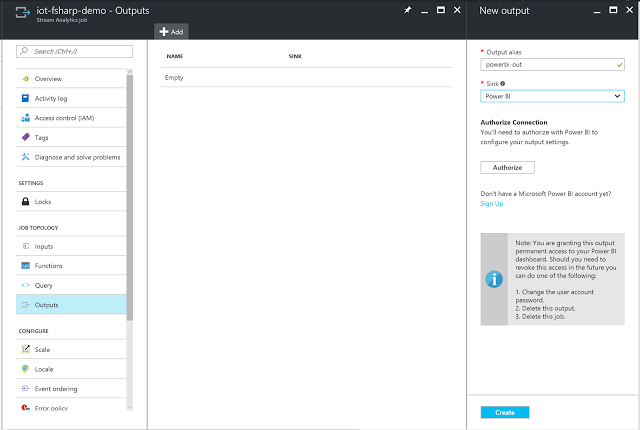 iot-fsharp-demo - Outputs
Stream Analytics job
Search (Ctrl+/)
Overview
Activity log
Access control (IAM)
Tags
Diagnose and solve problems
SETTINGS
Locks
JOB TOPOLOGY
Inputs
Functions
Query
Outputs
CONFIGURE
Scale
Locale
Event ordering
Error policy
Add
NAME SINK
Empty
New output
* Output alias
powerbi-out
* Sink
Power BI
Authorize Connection
You'll need to authorize with Power BI to
configure your output settings.
Authorize
Don't have a Microsoft Power BI account yet?
Sign Up
Note: You are granting this output
permanent access to your Power BI
dashboard. Should you need to
revoke this access in the future you
can do one of the following:
1. Change the user account
password.
2. Delete this output.
3. Delete this job.
Create